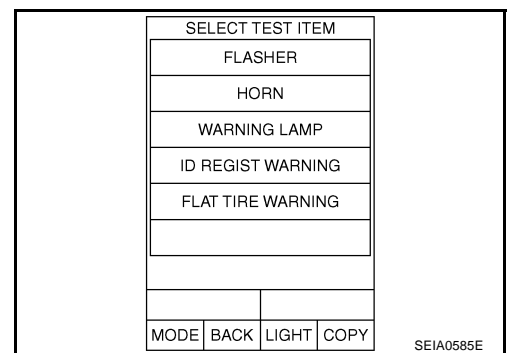 SELECT TEST ITEM
FLASHER
HORN
WARNING LAMP
ID REGIST WARNING
FLAT TIRE WARNING
MODE BACK LIGHT COPY
SEIA0585E